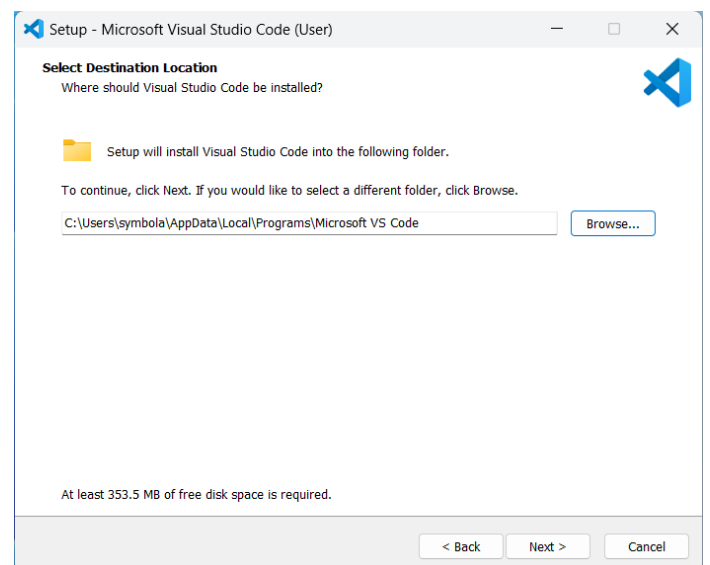 Setup - Microsoft Visual Studio Code (User)
Select Destination Location
Where should Visual Studio Code be installed?
Setup will install Visual Studio Code into the following folder.
To continue, click Next. If you would like to select a different folder, click Browse.
C:\Users\symbola\AppData\Local\Programs\Microsoft VS Code
Browse...
At least 353.5 MB of free disk space is required.
< Back Next > Cancel